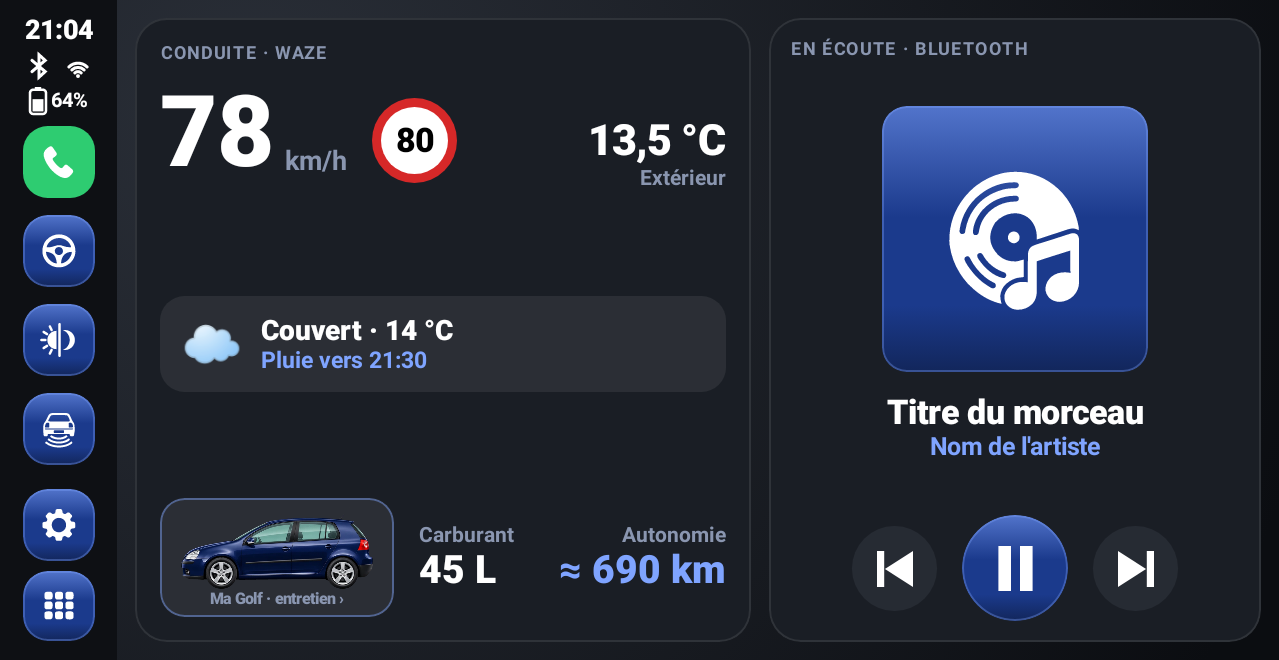 21:04
64%
CONDUITE · WAZE
78 km/h
80
13,5 °C
Extérieur
Couvert · 14 °C
Pluie vers 21:30
Ma Golf · entretien ›
Carburant
45 L
Autonomie
≈ 690 km
EN ÉCOUTE · BLUETOOTH
Titre du morceau
Nom de l'artiste